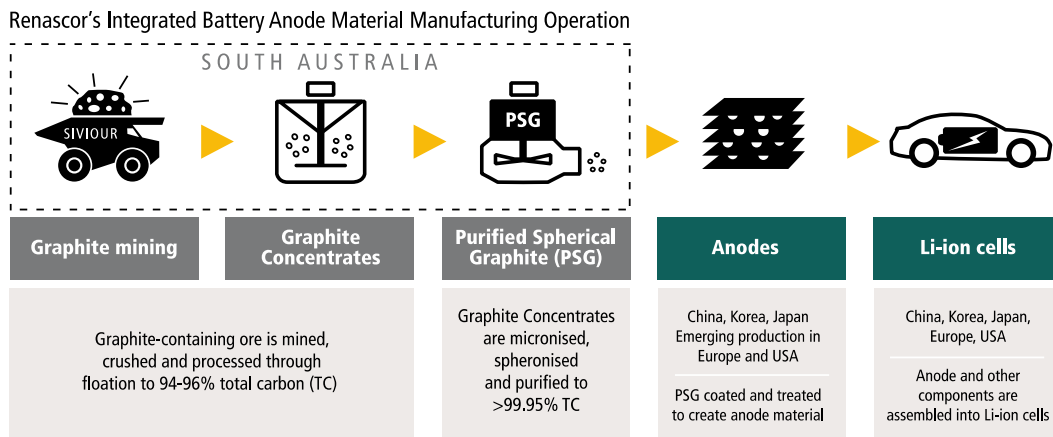 Renascor's Integrated Battery Anode Material Manufacturing Operation
SOUTH AUSTRALIA
SIVIOUR
PSG
Graphite mining
Graphite
Concentrates
Purified Spherical
Graphite (PSG)
Anodes
Li-ion cells
Graphite-containing ore is mined,
crushed and processed through
floation to 94-96% total carbon (TC)
Graphite Concentrates
are micronised,
spheronised
and purified to
>99.95% TC
China, Korea, Japan
Emerging production in
Europe and USA
PSG coated and treated
to create anode material
China, Korea, Japan,
Europe, USA
Anode and other
components are
assembled into Li-ion cells